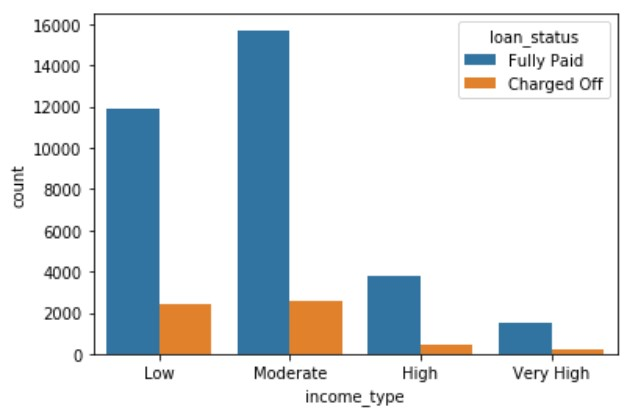 16000
14000
12000
10000
8000
6000
4000
2000
0
count
loan_status
Fully Paid
Charged Off
Low Moderate High Very High
income_type